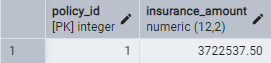 policy_id insurance_amount
[PK] integer numeric (12,2)
1 1 3722537.50